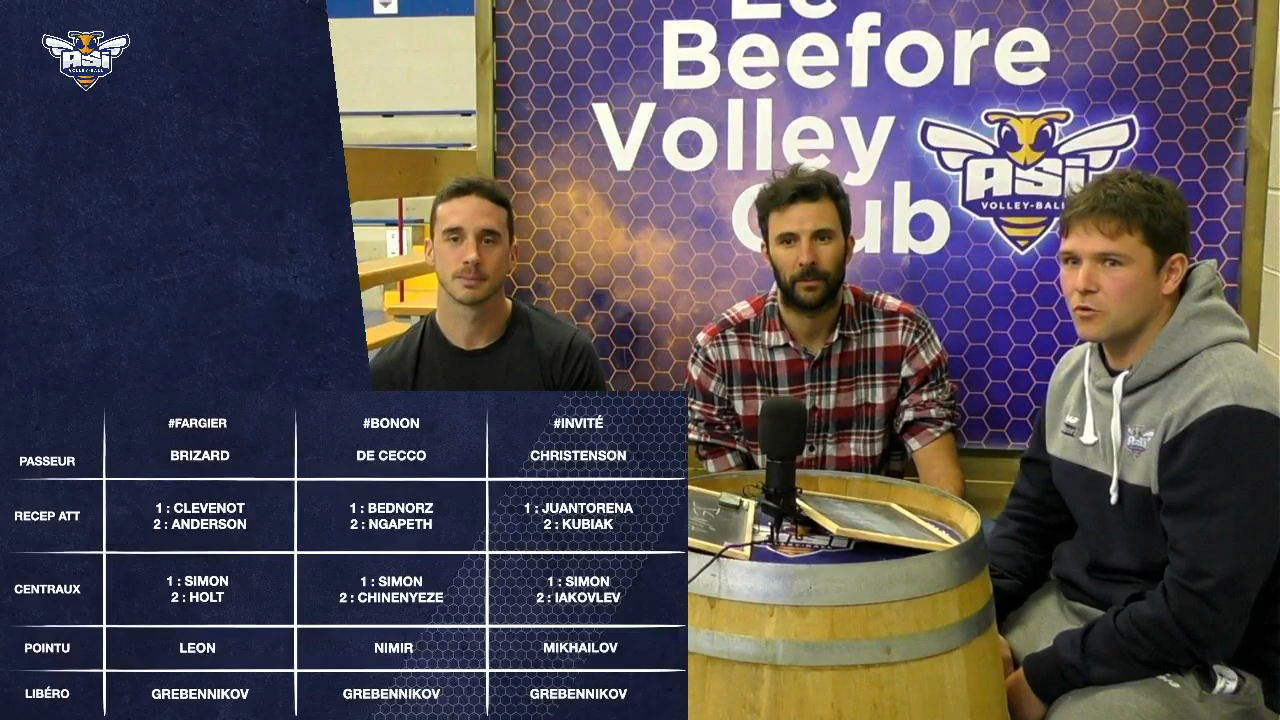 ASI
VOLLEY-BALL
Le
Beefore
Volley
Club
ASI
VOLLEY-BALL
#FARGIER #BONON #INVITÉ
PASSEUR BRIZARD DE CECCO CHRISTENSON
RECEP ATT 1 : CLEVENOT 1 : BEDNORZ 1 : JUANTORENA
2 : ANDERSON 2 : NGAPETH 2 : KUBIAK
CENTRAUX 1 : SIMON 1 : SIMON 1 : SIMON
2 : HOLT 2 : CHINENYEZE 2 : IAKOVLEV
POINTU LEON NIMIR MIKHAILOV
LIBÉRO GREBENNIKOV GREBENNIKOV GREBENNIKOV